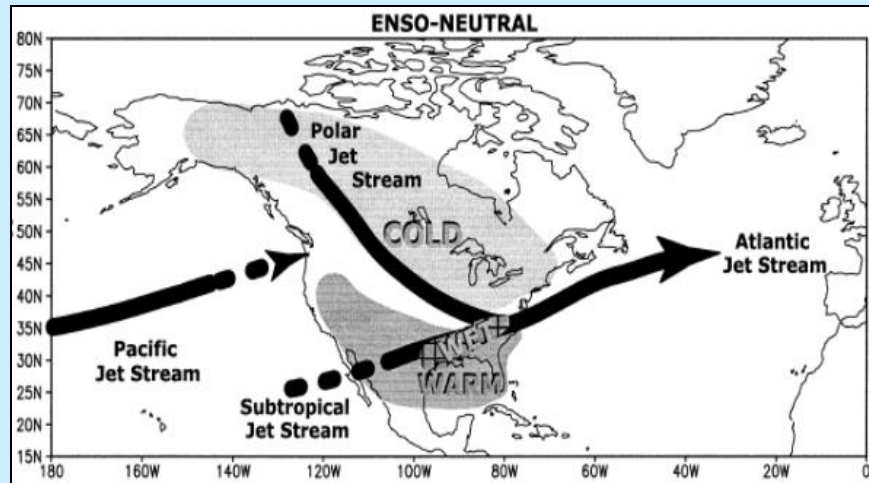 ENSO-NEUTRAL
80N
75N
70N
65N
60N
55N
50N
45N
40N
35N
30N
25N
20N
15N
Polar
Jet
Stream
COLD
Atlantic
Jet Stream
Pacific
Jet Stream
WET
WARM
Subtropical
Jet Stream
180
160W
140W
120W
100W
80W
60W
40W
20W
0